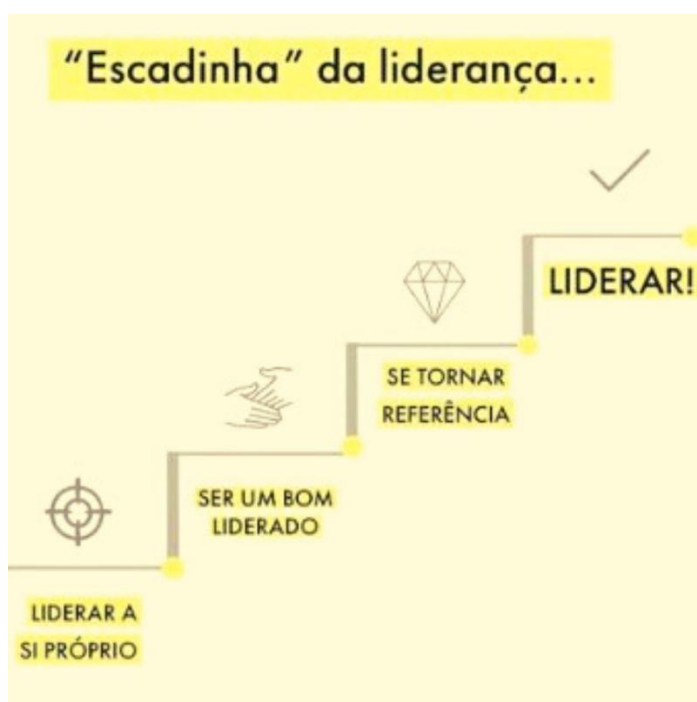 “Escadinha” da liderança...
LIDERAR!
SE TORNAR
REFERÊNCIA
SER UM BOM
LIDERADO
LIDERAR A
SI PRÓPRIO